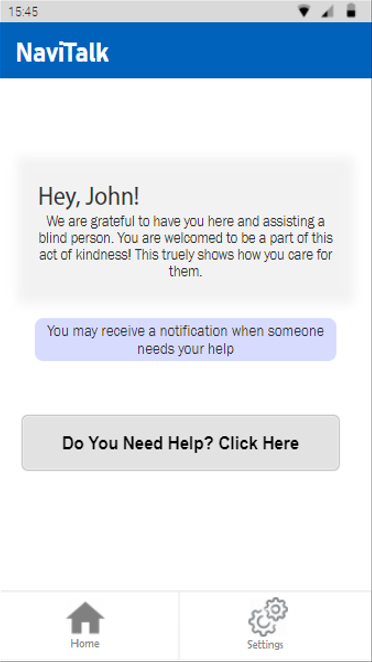 15:45
NaviTalk
Hey, John!
We are grateful to have you here and assisting a
blind person. You are welcomed to be a part of this
act of kindness! This truely shows how you care for
them.
You may receive a notification when someone
needs your help
Do You Need Help? Click Here
Home
Settings